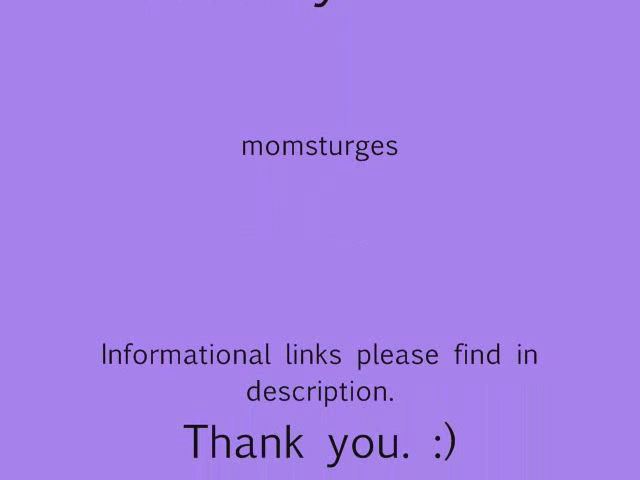 momsturges
Informational links please find in
description.
Thank you. :)